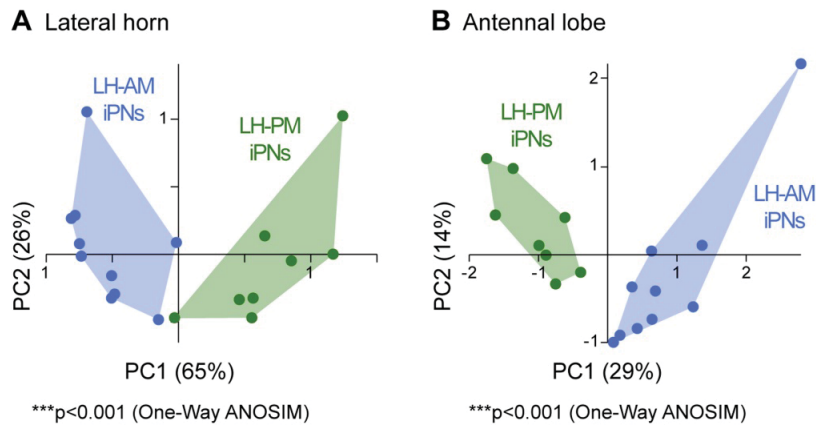 A Lateral horn
LH-AM
iPNs
LH-PM
iPNs
1
1
1
PC2 (26%)
PC1 (65%)
***p<0.001 (One-Way ANOSIM)
B Antennal lobe
LH-PM
iPNs
LH-AM
iPNs
2
1
-2
-1
1
2
-1
PC2 (14%)
PC1 (29%)
***p<0.001 (One-Way ANOSIM)